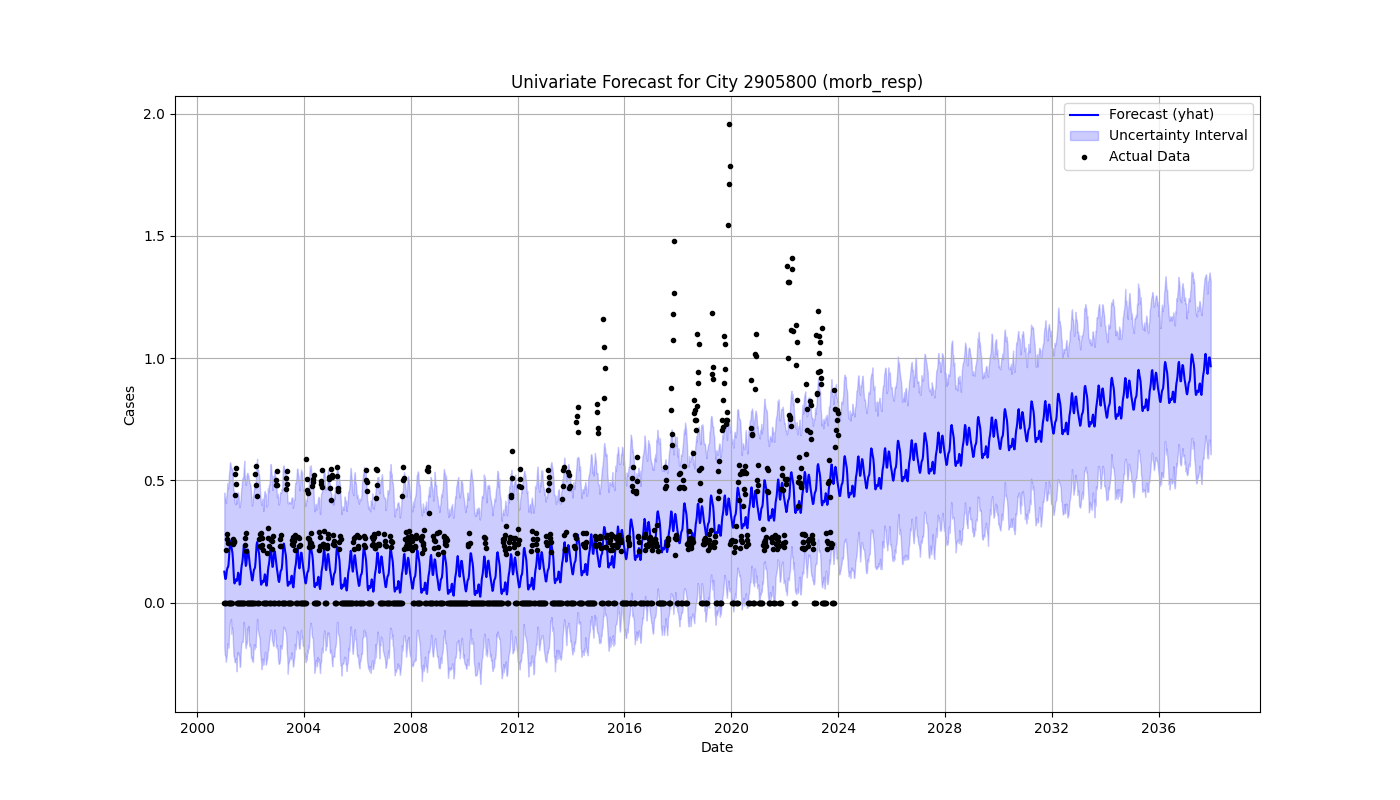 Univariate Forecast for City 2905800 (morb_resp)
Forecast (yhat)
Uncertainty Interval
Actual Data
Cases
2.0
1.5
1.0
0.5
0.0
2000 2004 2008 2012 2016 2020 2024 2028 2032 2036
Date